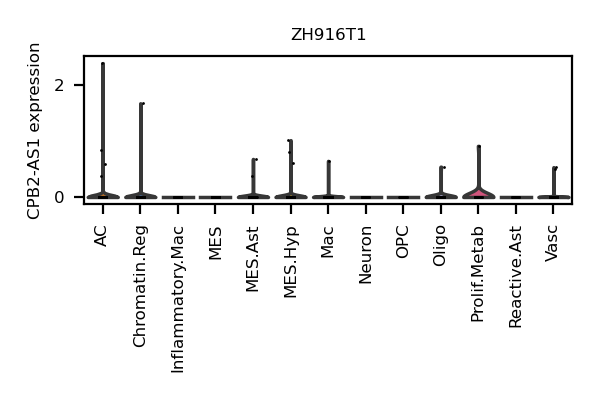 ZH916T1
CPB2-AS1 expression
2
0
AC
Chromatin.Reg
Inflammatory.Mac
MES
MES.Ast
MES.Hyp
Mac
Neuron
OPC
Oligo
Prolif.Metab
Reactive.Ast
Vasc